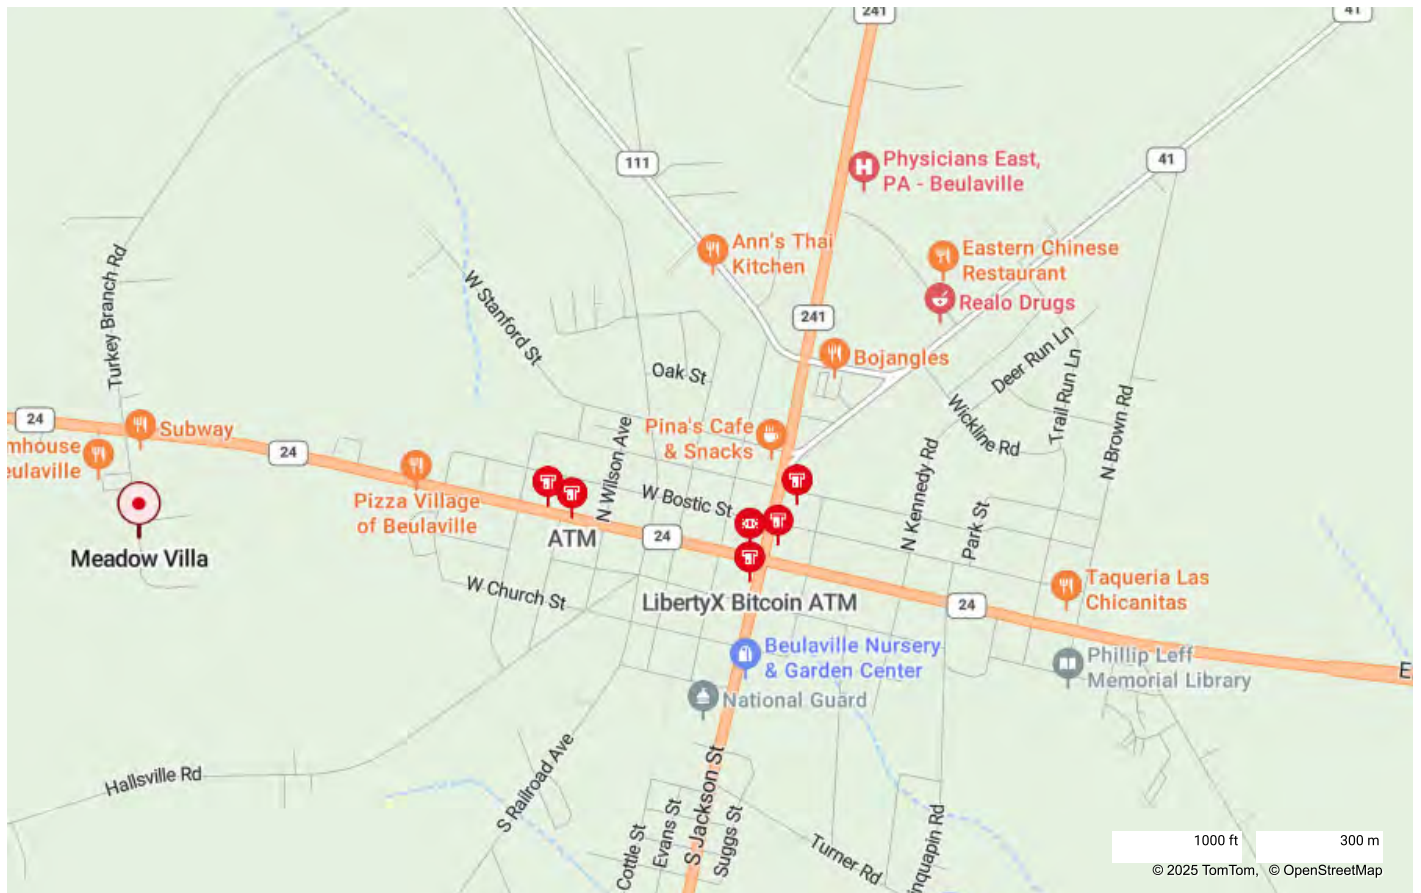 241
41
111
41
Physicians East,
PA - Beulaville
Ann's Thai
Kitchen
Eastern Chinese
Restaurant
Realo Drugs
Turkey Branch Rd
W Stanford St
241
Bojangles
Deer Run Ln
Oak St
Trail Run Ln
Wickline Rd
N Brown Rd
24
Subway
mhouse
eulaville
24
Pina's Cafe
& Snacks
N Wilson Ave
N Kennedy Rd
Pizza Village
of Beulaville
W Bostic St
Park St
ATM
24
Meadow Villa
W Church St
LibertyX Bitcoin ATM
24
Taqueria Las
Chicanitas
Beulaville Nursery
& Garden Center
Phillip Leff
Memorial Library
E
National Guard
Hallsville Rd
S Railroad Ave
S Jackson St
Cottle St
Evans St
Suggs St
Turner Rd
inquapin Rd
1000 ft
300 m
© 2025 TomTom, © OpenStreetMap